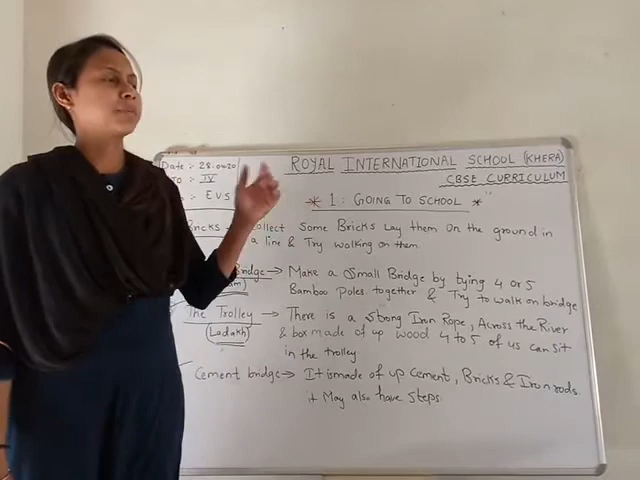 Date :- 28.04.20 ROYAL INTERNATIONAL SCHOOL (KHERA)
CBSE CURRICULUM
IV
EVS * 1 : GOING TO SCHOOL *
Bricks → Collect Some Bricks Lay them On the ground in
a line & Try walking on them
Bridge → Make a Small Bridge by tying 4 or 5
Bamboo Poles together & Try to walk on bridge
The Trolley → There is a strong Iron Rope, Across the River
(Ladakh) & box made of up wood 4 to 5 of us can sit
in the trolley
Cement bridge → It is made of up Cement, Bricks & Iron rods.
it May also have steps